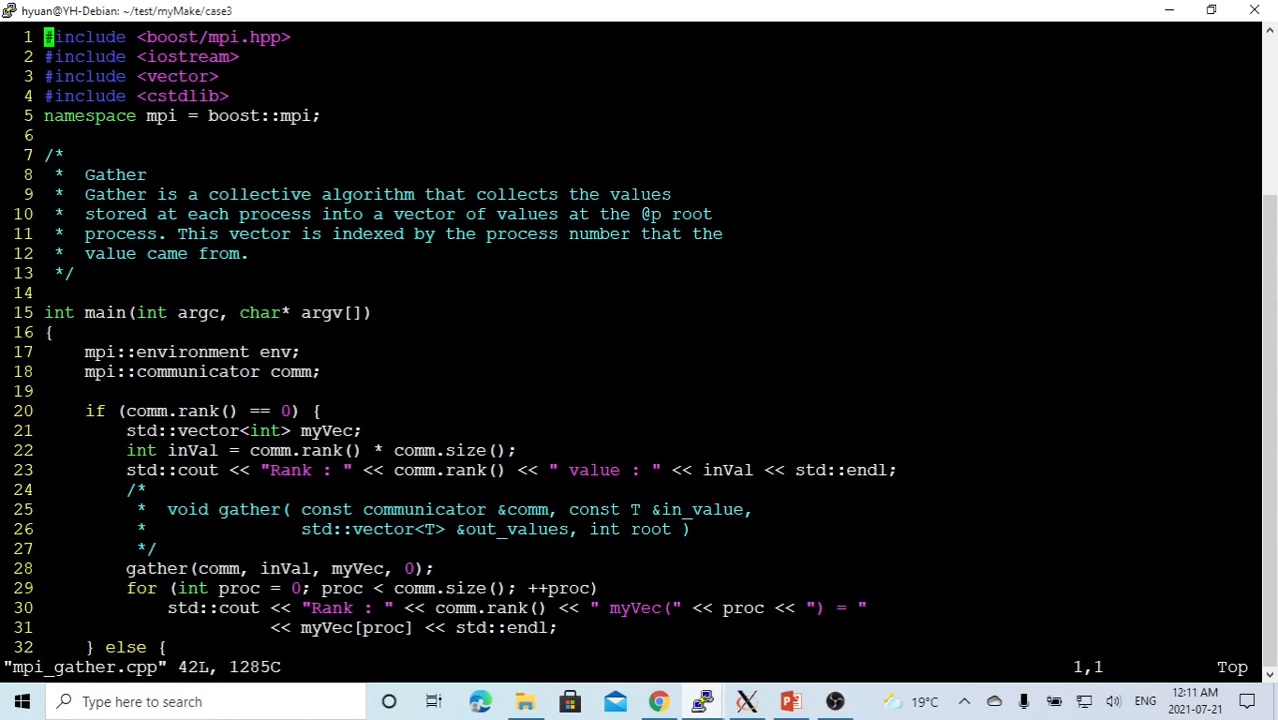 hyuan@YH-Debian: ~/test/myMake/case3
1 #include <boost/mpi.hpp>
2 #include <iostream>
3 #include <vector>
4 #include <cstdlib>
5 namespace mpi = boost::mpi;
6
7 /*
8  *  Gather
9  *  Gather is a collective algorithm that collects the values
10  *  stored at each process into a vector of values at the @p root
11  *  process. This vector is indexed by the process number that the
12  *  value came from.
13  */
14
15 int main(int argc, char* argv[])
16 {
17     mpi::environment env;
18     mpi::communicator comm;
19
20     if (comm.rank() == 0) {
21         std::vector<int> myVec;
22         int inVal = comm.rank() * comm.size();
23         std::cout << "Rank : " << comm.rank() << " value : " << inVal << std::endl;
24         /*
25          *  void gather( const communicator &comm, const T &in_value,
26          *               std::vector<T> &out_values, int root )
27          */
28         gather(comm, inVal, myVec, 0);
29         for (int proc = 0; proc < comm.size(); ++proc)
30             std::cout << "Rank : " << comm.rank() << " myVec(" << proc << ") = "
31                       << myVec[proc] << std::endl;
32     } else {
"mpi_gather.cpp" 42L, 1285C 1,1 Top
Type here to search
19°C
ENG
12:11 AM
2021-07-21